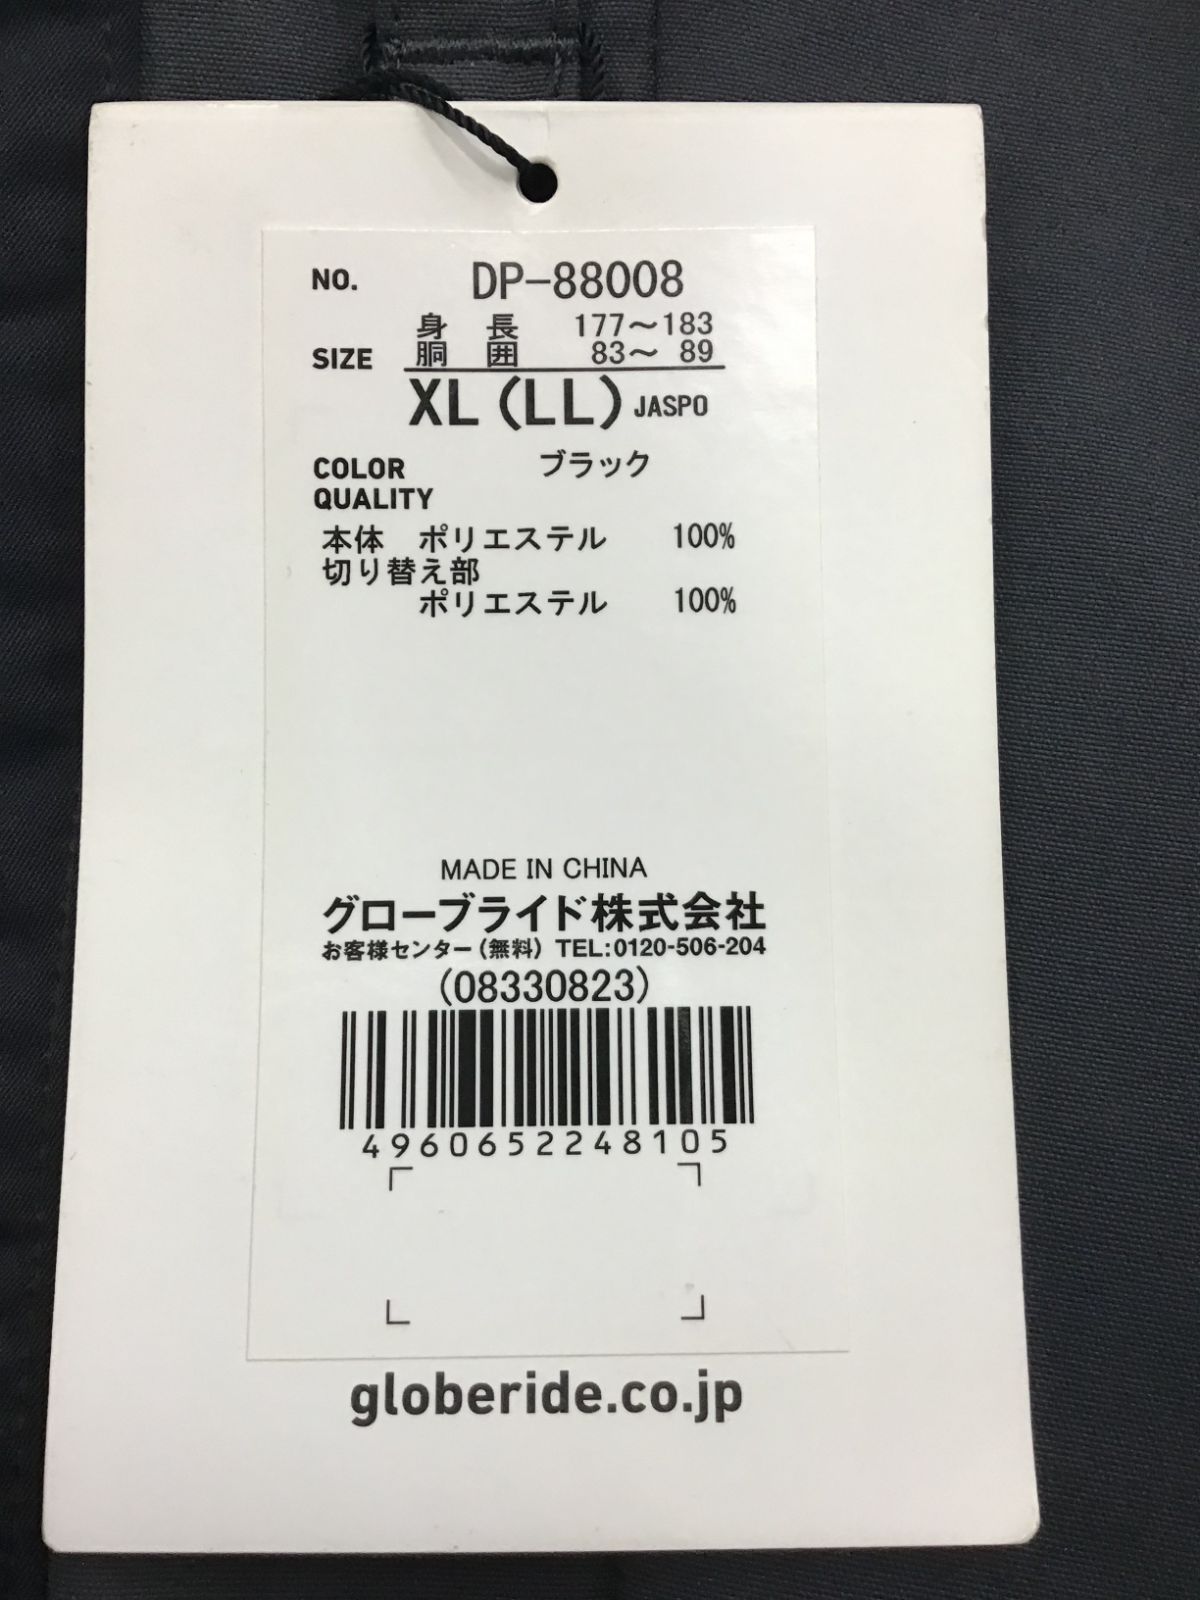 NO. DP-88008
身長 177〜183
SIZE 胴囲 83〜 89
XL (LL) JASPO
COLOR ブラック
QUALITY
本体 ポリエステル 100%
切り替え部
ポリエステル 100%
MADE IN CHINA
グローブライド株式会社
お客様センター(無料) TEL:0120-506-204
(08330823)
4960652248105
globeride.co.jp